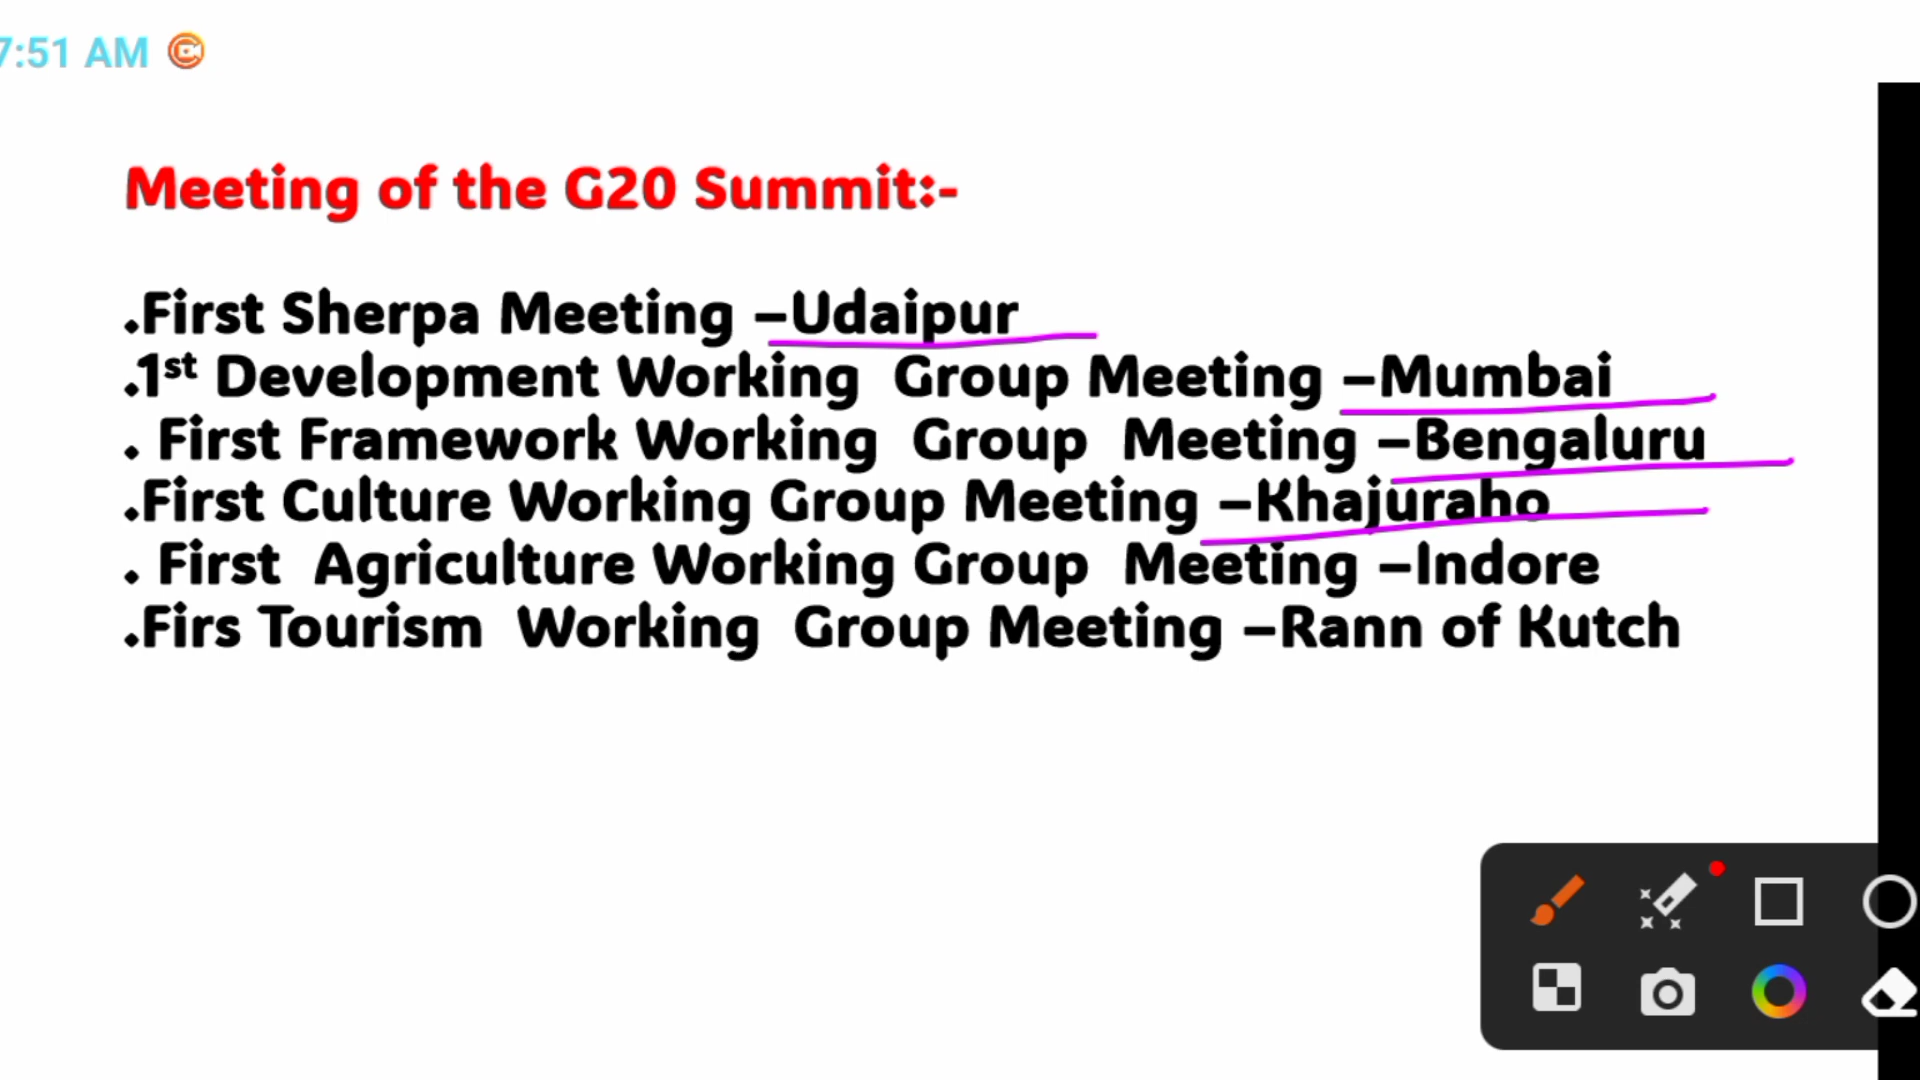 7:51 AM
Meeting of the G20 Summit:-
.First Sherpa Meeting –Udaipur
.1st Development Working Group Meeting –Mumbai
. First Framework Working Group Meeting –Bengaluru
.First Culture Working Group Meeting –Khajuraho
. First Agriculture Working Group Meeting –Indore
.Firs Tourism Working Group Meeting –Rann of Kutch